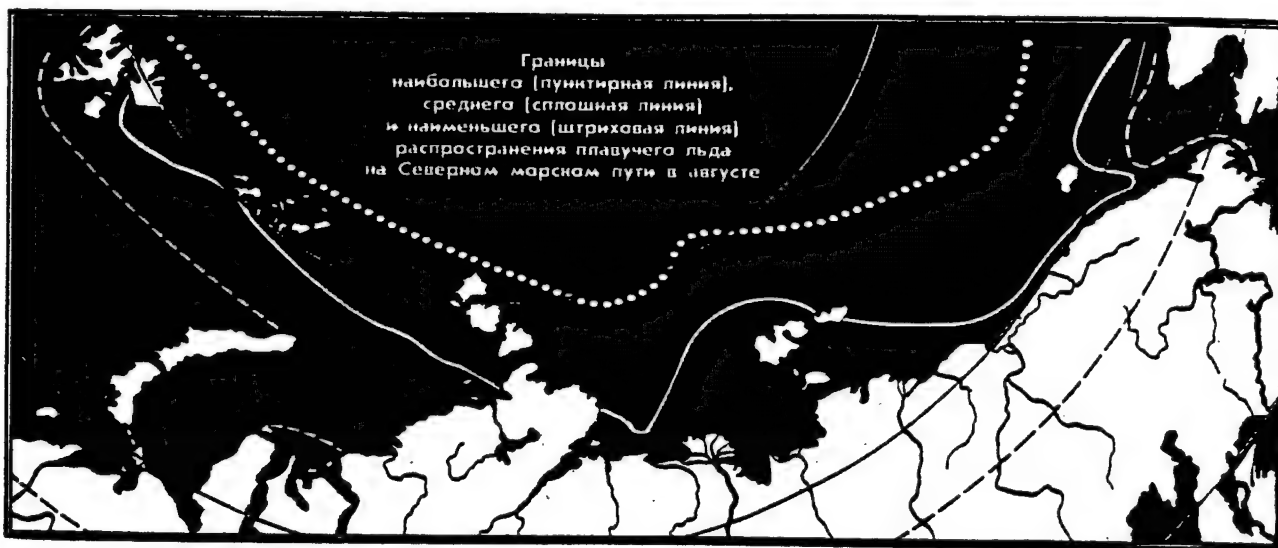 Границы
наибольшего (пунктирная линия),
среднего (сплошная линия)
и наименьшего (штриховая линия)
распространения плавучего льда
на Северном морском пути в августе